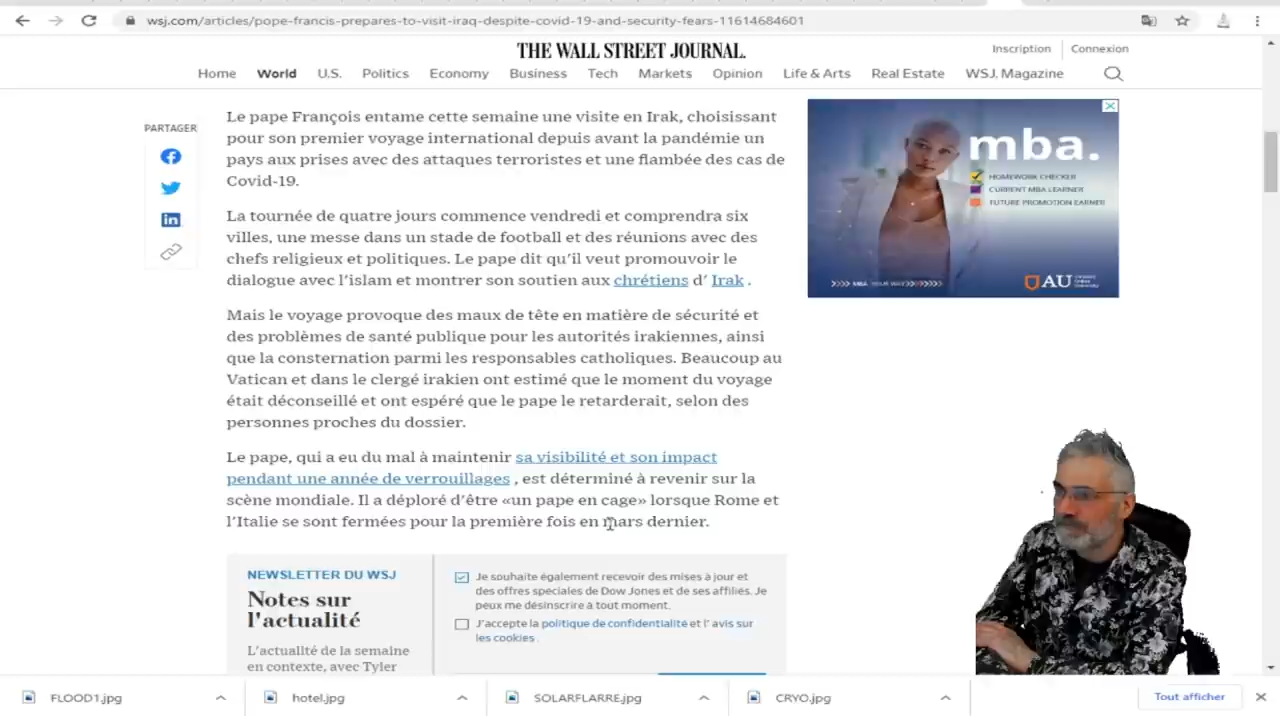 wsj.com/articles/pope-francis-prepares-to-visit-iraq-despite-covid-19-and-security-fears-11614684601
THE WALL STREET JOURNAL.
Inscription
Connexion
Home World U.S. Politics Economy Business Tech Markets Opinion Life & Arts Real Estate WSJ. Magazine
PARTAGER
Le pape François entame cette semaine une visite en Irak, choisissant
pour son premier voyage international depuis avant la pandémie un
pays aux prises avec des attaques terroristes et une flambée des cas de
Covid-19.
La tournée de quatre jours commence vendredi et comprendra six
villes, une messe dans un stade de football et des réunions avec des
chefs religieux et politiques. Le pape dit qu'il veut promouvoir le
dialogue avec l'islam et montrer son soutien aux chrétiens d' Irak .
Mais le voyage provoque des maux de tête en matière de sécurité et
des problèmes de santé publique pour les autorités irakiennes, ainsi
que la consternation parmi les responsables catholiques. Beaucoup au
Vatican et dans le clergé irakien ont estimé que le moment du voyage
était déconseillé et ont espéré que le pape le retarderait, selon des
personnes proches du dossier.
Le pape, qui a eu du mal à maintenir sa visibilité et son impact
pendant une année de verrouillages , est déterminé à revenir sur la
scène mondiale. Il a déploré d'être «un pape en cage» lorsque Rome et
l'Italie se sont fermées pour la première fois en mars dernier.
mba.
HOMEWORK CHECKER
CURRENT MBA LEARNER
FUTURE PROMOTION EARNER
AU
NEWSLETTER DU WSJ
Notes sur
l'actualité
L'actualité de la semaine
en contexte, avec Tyler
Je souhaite également recevoir des mises à jour et
des offres speciales de Dow Jones et de ses affiliés. Je
peux me désinscrire à tout moment.
J'accepte la politique de confidentialité et l' avis sur
les cookies .
FLOOD1.jpg
hotel.jpg
SOLARFLARRE.jpg
CRYO.jpg
Tout afficher